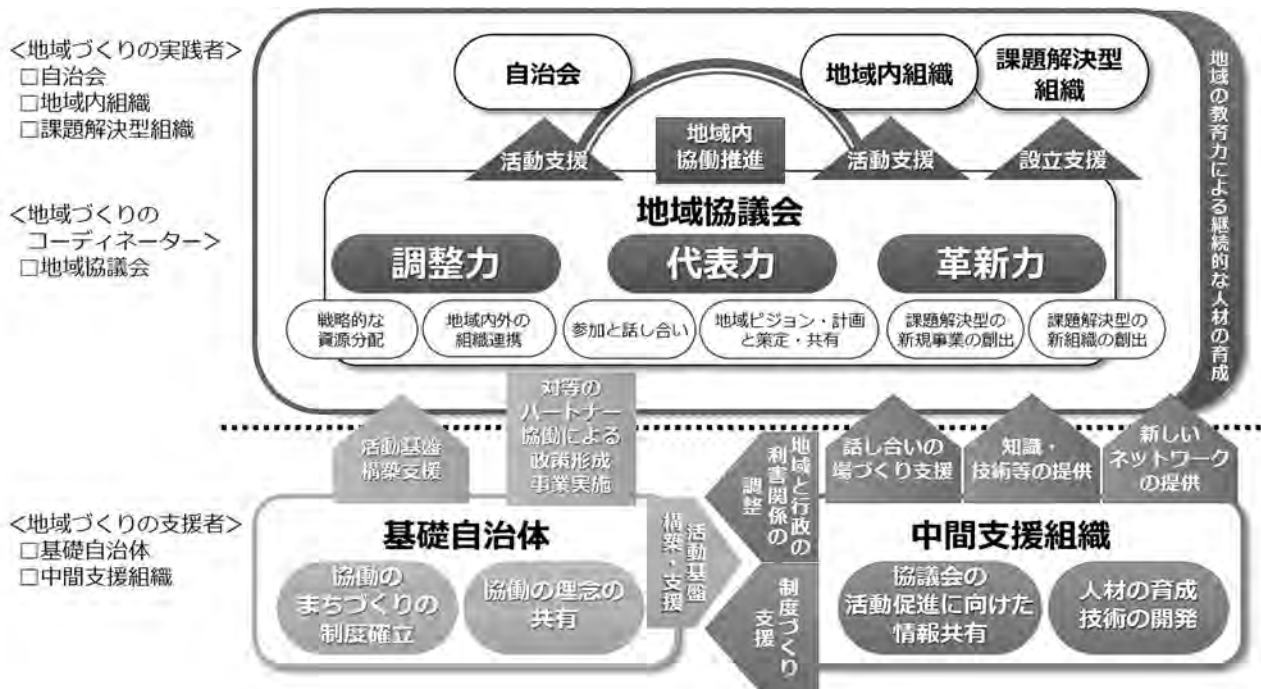 <地域づくりの実践者>
□自治会
□地域内組織
□課題解決型組織
自治会
地域内組織
課題解決型
組織
活動支援
地域内
協働推進
活動支援
設立支援
地域の教育力による継続的な人材の育成
<地域づくりの
コーディネーター>
□地域協議会
地域協議会
調整力
代表力
革新力
戦略的な
資源分配
地域内外の
組織連携
参加と話し合い
地域ビジョン・計画
と策定・共有
課題解決型の
新規事業の創出
課題解決型の
新組織の創出
活動基盤
構築支援
対等の
パートナー
協働による
政策形成
事業実施
地域と行政の
利害関係の
調整
話し合いの
場づくり支援
知識・
技術等の提供
新しい
ネットワーク
の提供
<地域づくりの支援者>
□基礎自治体
□中間支援組織
基礎自治体
協働の
まちづくりの
制度確立
協働の理念の
共有
活動基盤
構築・支援
制度づくり
支援
中間支援組織
協議会の
活動促進に向けた
情報共有
人材の育成
技術の開発